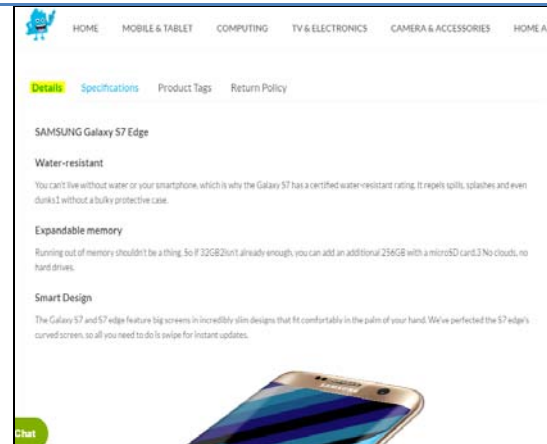 HOME MOBILE & TABLET COMPUTING TV & ELECTRONICS CAMERA & ACCESSORIES HOME A
Details Specifications Product Tags Return Policy
SAMSUNG Galaxy S7 Edge
Water-resistant
You can't live without water or your smartphone, which is why the Galaxy S7 has a certified water-resistant rating. It repels spills, splashes and even
dunks1 without a bulky protective case.
Expandable memory
Running out of memory shouldn't be a thing. So if 32GB2isn't already enough, you can add an additional 256GB with a microSD card.3 No clouds, no
hard drives.
Smart Design
The Galaxy S7 and S7 edge feature big screens in incredibly slim designs that fit comfortably in the palm of your hand. We've perfected the S7 edge's
curved screen, so all you need to do is swipe for instant updates.
Chat